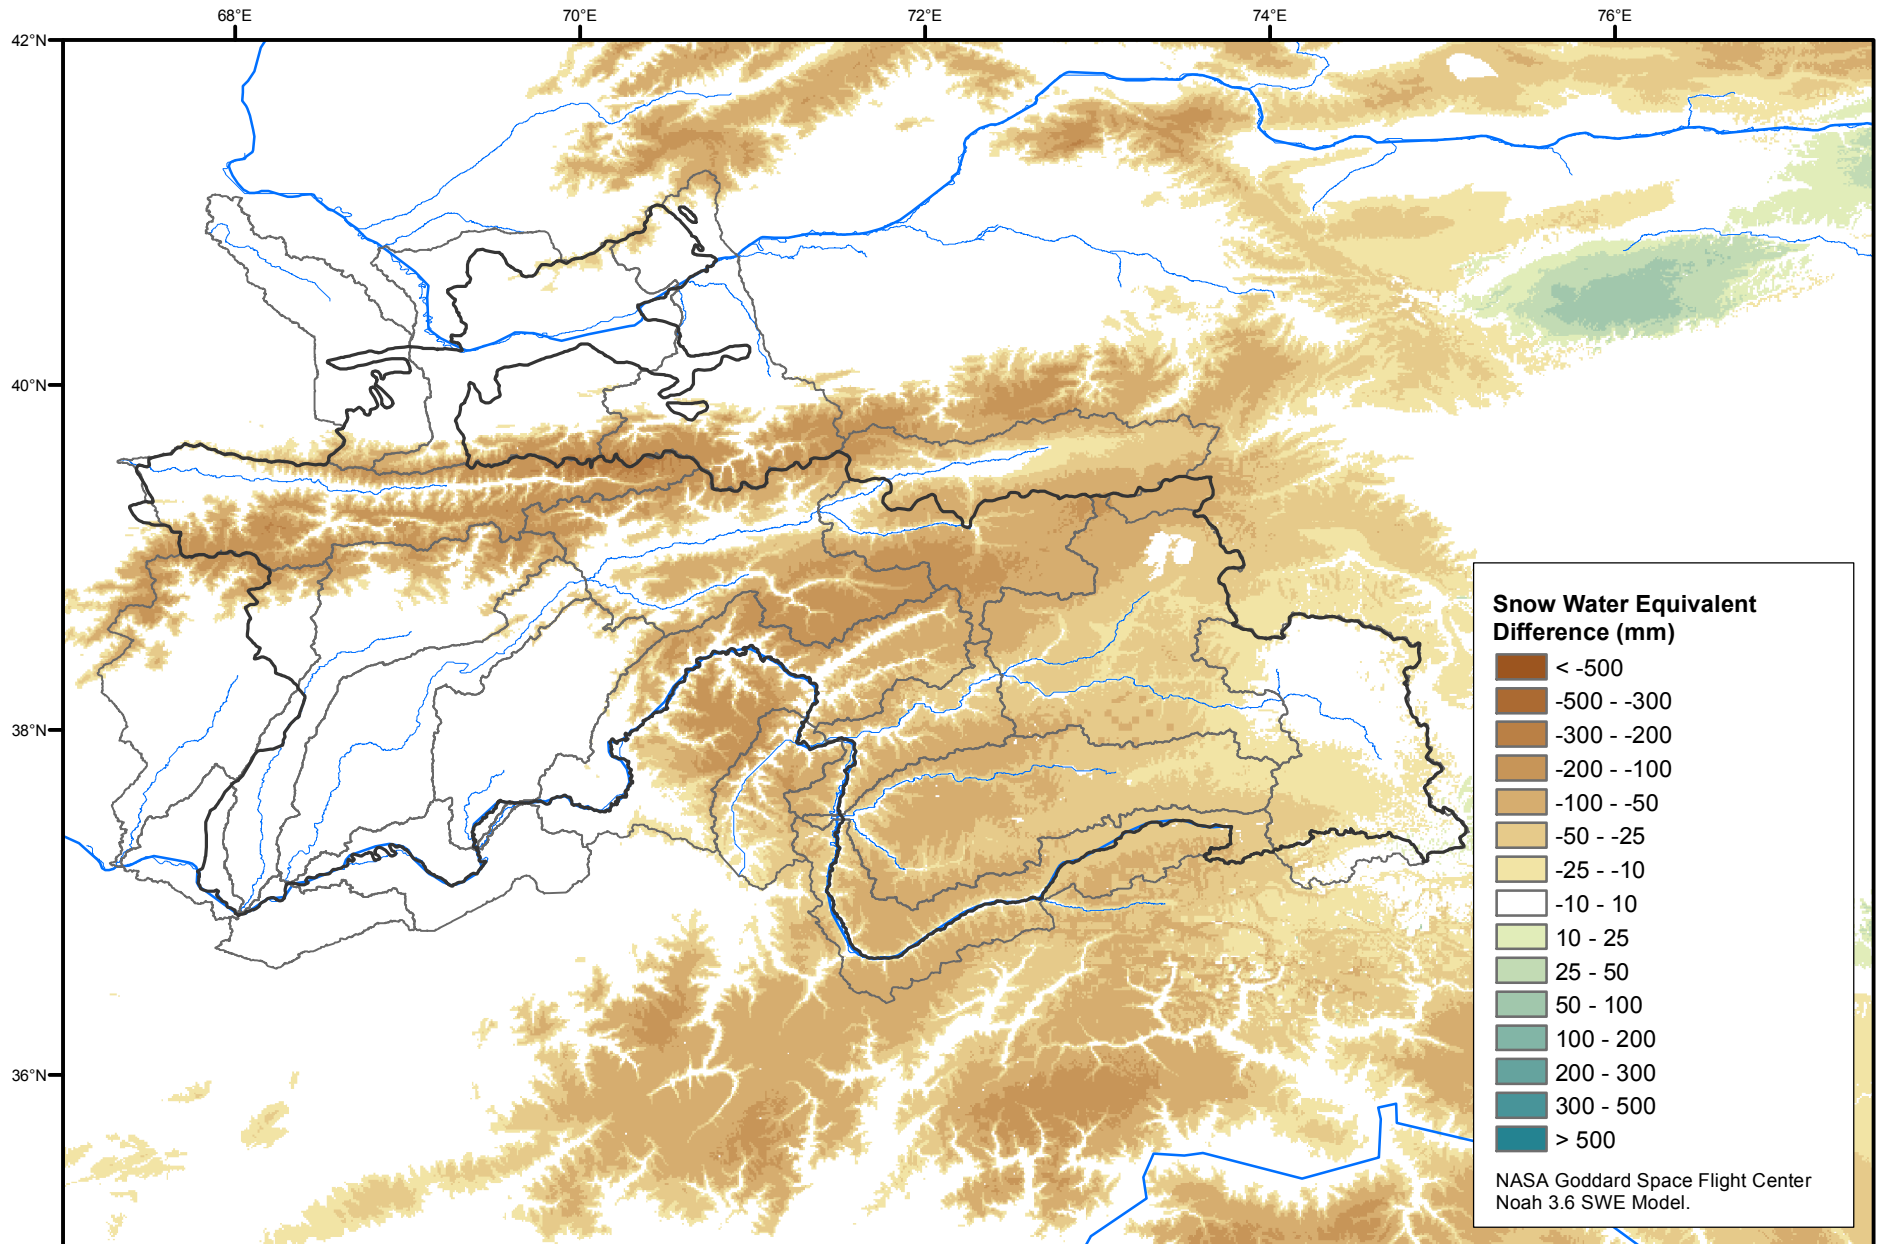 68°E
70°E
72°E
74°E
76°E
42°N
40°N
38°N
36°N
Snow Water Equivalent
Difference (mm)
< -500
-500 - -300
-300 - -200
-200 - -100
-100 - -50
-50 - -25
-25 - -10
-10 - 10
10 - 25
25 - 50
50 - 100
100 - 200
200 - 300
300 - 500
> 500
NASA Goddard Space Flight Center
Noah 3.6 SWE Model.